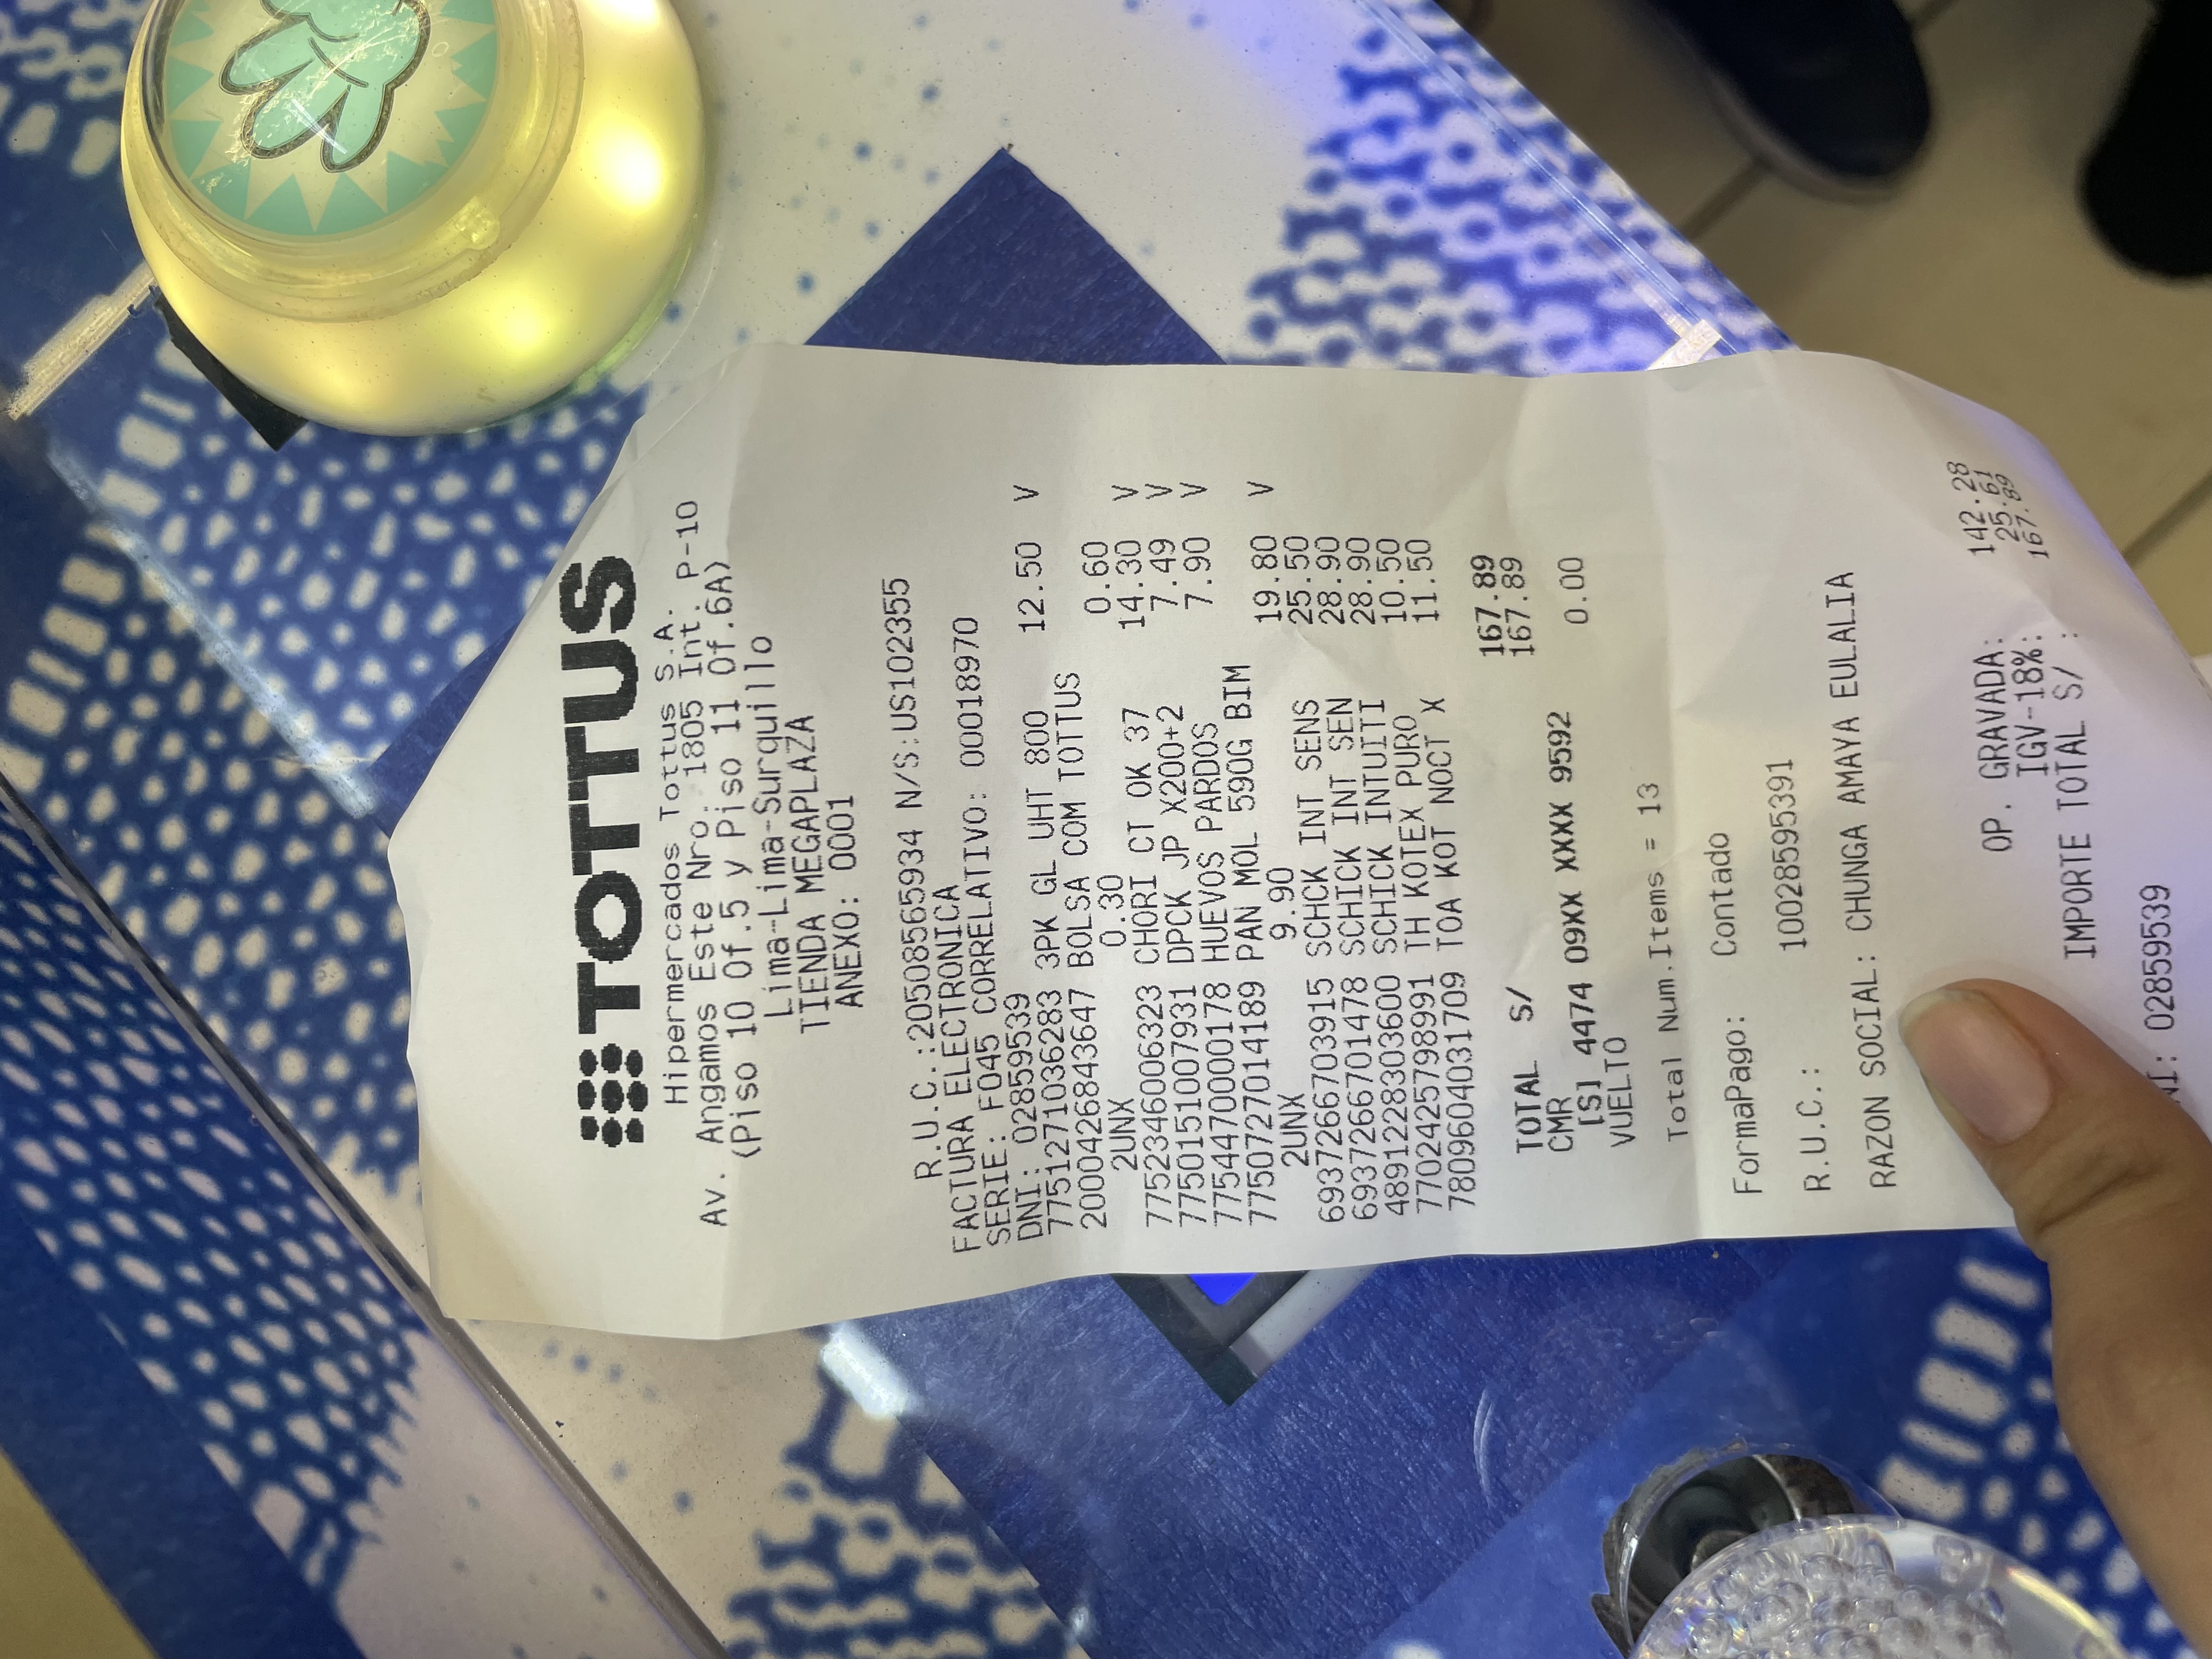 TOTTUS
Hipermercados Tottus S.A.
Av. Angamos Este Nro. 1805 Int. P-10
(Piso 10 Of.5 y Piso 11 Of.6A)
Lima-Lima-Surquillo
TIENDA MEGAPLAZA
ANEXO: 0001
R.U.C.:20508565934 N/S:US102355
FACTURA ELECTRONICA
SERIE: F045 CORRELATIVO: 00018970
DNI: 02859539
7751271036283 3PK GL UHT 800 12.50 V
2000426843647 BOLSA COM TOTTUS
2UNX 0.30 0.60
7752346006323 CHORI CT OK 37 14.30 V
7750151007931 DPCK JP X200+2 7.49 V
7754470000178 HUEVOS PARDOS 7.90 V
7750727014189 PAN MOL 590G BIM
2UNX 9.90 19.80 V
6937266703915 SCHCK INT SENS 25.50
6937266701478 SCHICK INT SEN 28.90
4891228303600 SCHICK INTUITI 28.90
7702425798991 TH KOTEX PURO 10.50
7809604031709 TOA KOT NOCT X 11.50
TOTAL S/ 167.89
CMR 167.89
[S] 4474 09XX XXXX 9592
VUELTO 0.00
Total Num.Items = 13
FormaPago: Contado
R.U.C.: 10028595391
RAZON SOCIAL: CHUNGA AMAYA EULALIA
OP. GRAVADA: 142.28
IGV-18%: 25.61
IMPORTE TOTAL S/ : 167.89
NI: 02859539